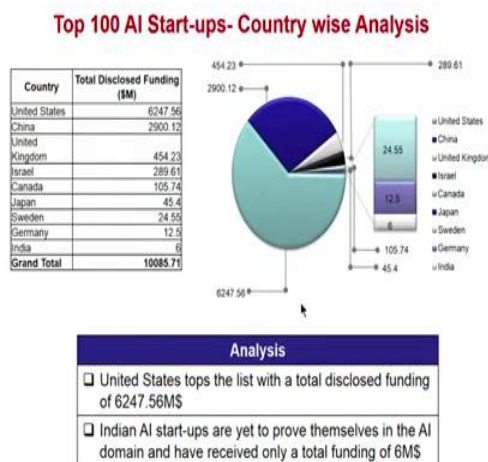 Top 100 AI Start-ups- Country wise Analysis
Country Total Disclosed Funding
($M)
United States 6247.56
China 2900.12
United
Kingdom 454.23
Israel 289.61
Canada 105.74
Japan 45.4
Sweden 24.55
Germany 12.5
India 6
Grand Total 10085.71
454.23
289.61
2900.12
24.55
12.5
6
105.74
45.4
6247.56
United States
China
United Kingdom
Israel
Canada
Japan
Sweden
Germany
India
Analysis
United States tops the list with a total disclosed funding
of 6247.56M$
Indian AI start-ups are yet to prove themselves in the AI
domain and have received only a total funding of 6M$